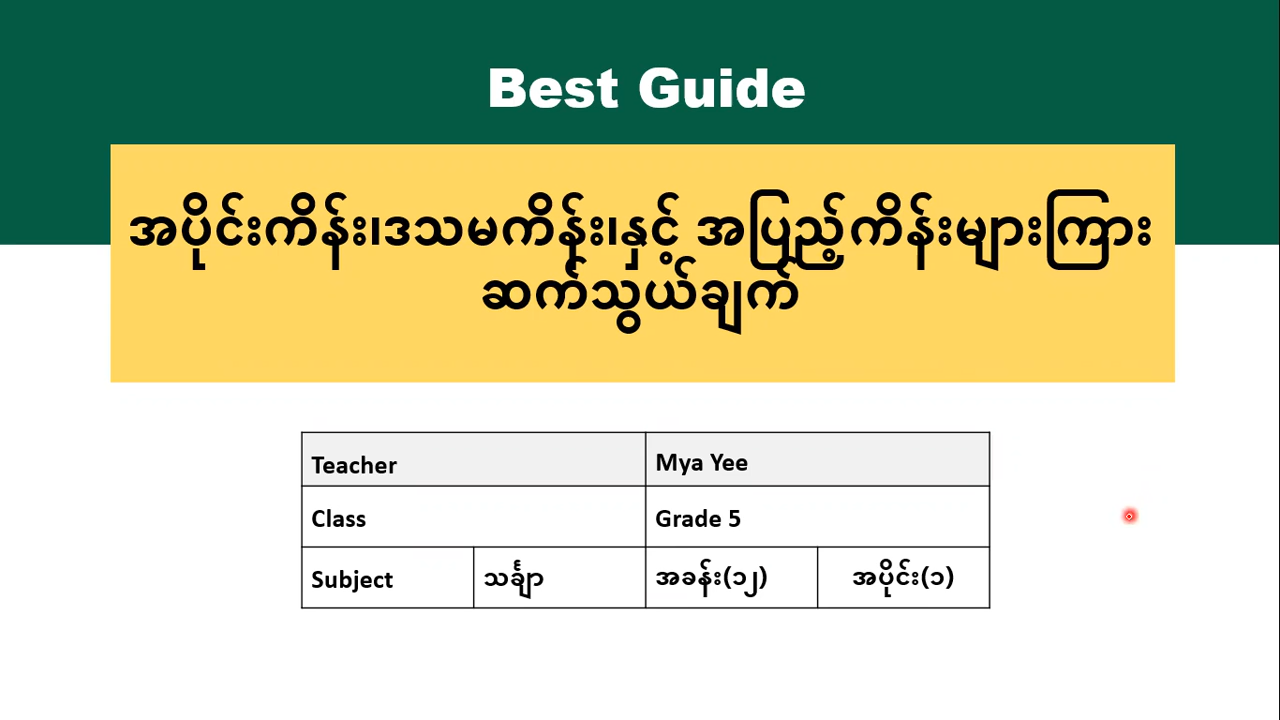 Best Guide
အပိုင်းကိန်း၊ဒသမကိန်း၊နှင့် အပြည့်ကိန်းများကြား
ဆက်သွယ်ချက်
Teacher Mya Yee
Class Grade 5
Subject သင်္ချာ အခန်း(၁၂) အပိုင်း(၁)